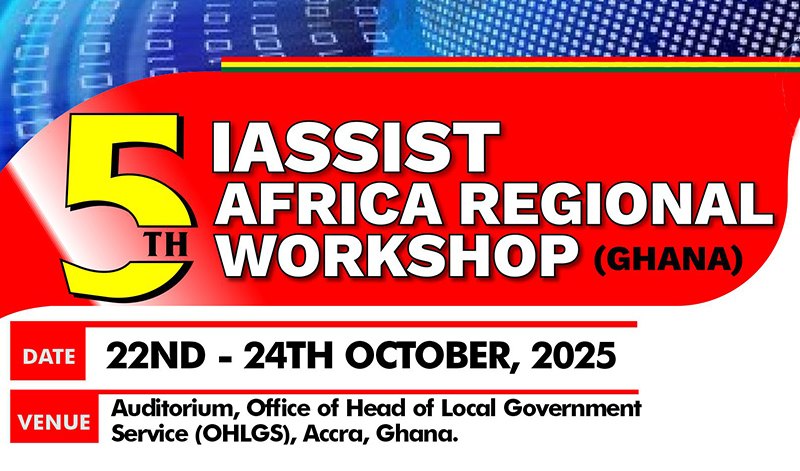 5TH
IASSIST
AFRICA REGIONAL
WORKSHOP (GHANA)
DATE
22ND - 24TH OCTOBER, 2025
VENUE
Auditorium, Office of Head of Local Government
Service (OHLGS), Accra, Ghana.